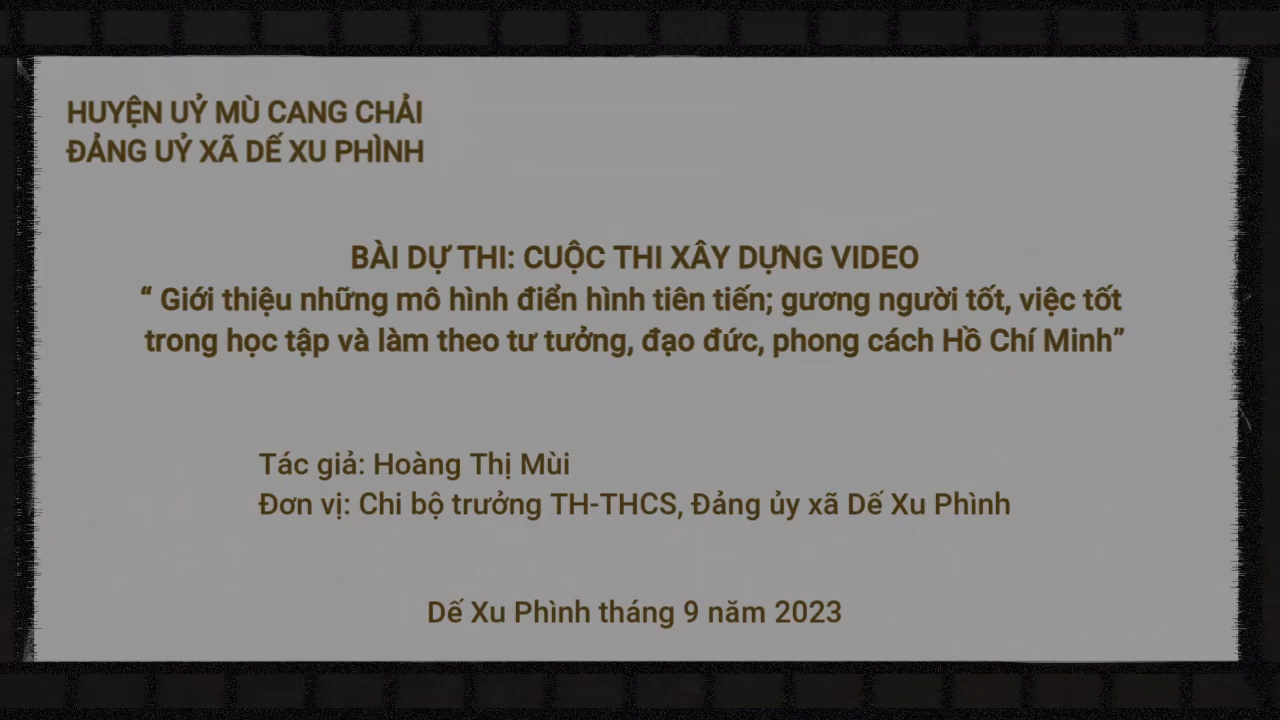 HUYỆN UỶ MÙ CANG CHẢI
ĐẢNG UỶ XÃ DẾ XU PHÌNH
BÀI DỰ THI: CUỘC THI XÂY DỰNG VIDEO
“ Giới thiệu những mô hình điển hình tiên tiến; gương người tốt, việc tốt
trong học tập và làm theo tư tưởng, đạo đức, phong cách Hồ Chí Minh”
Tác giả: Hoàng Thị Mùi
Đơn vị: Chi bộ trưởng TH-THCS, Đảng ủy xã Dế Xu Phình
Dế Xu Phình tháng 9 năm 2023